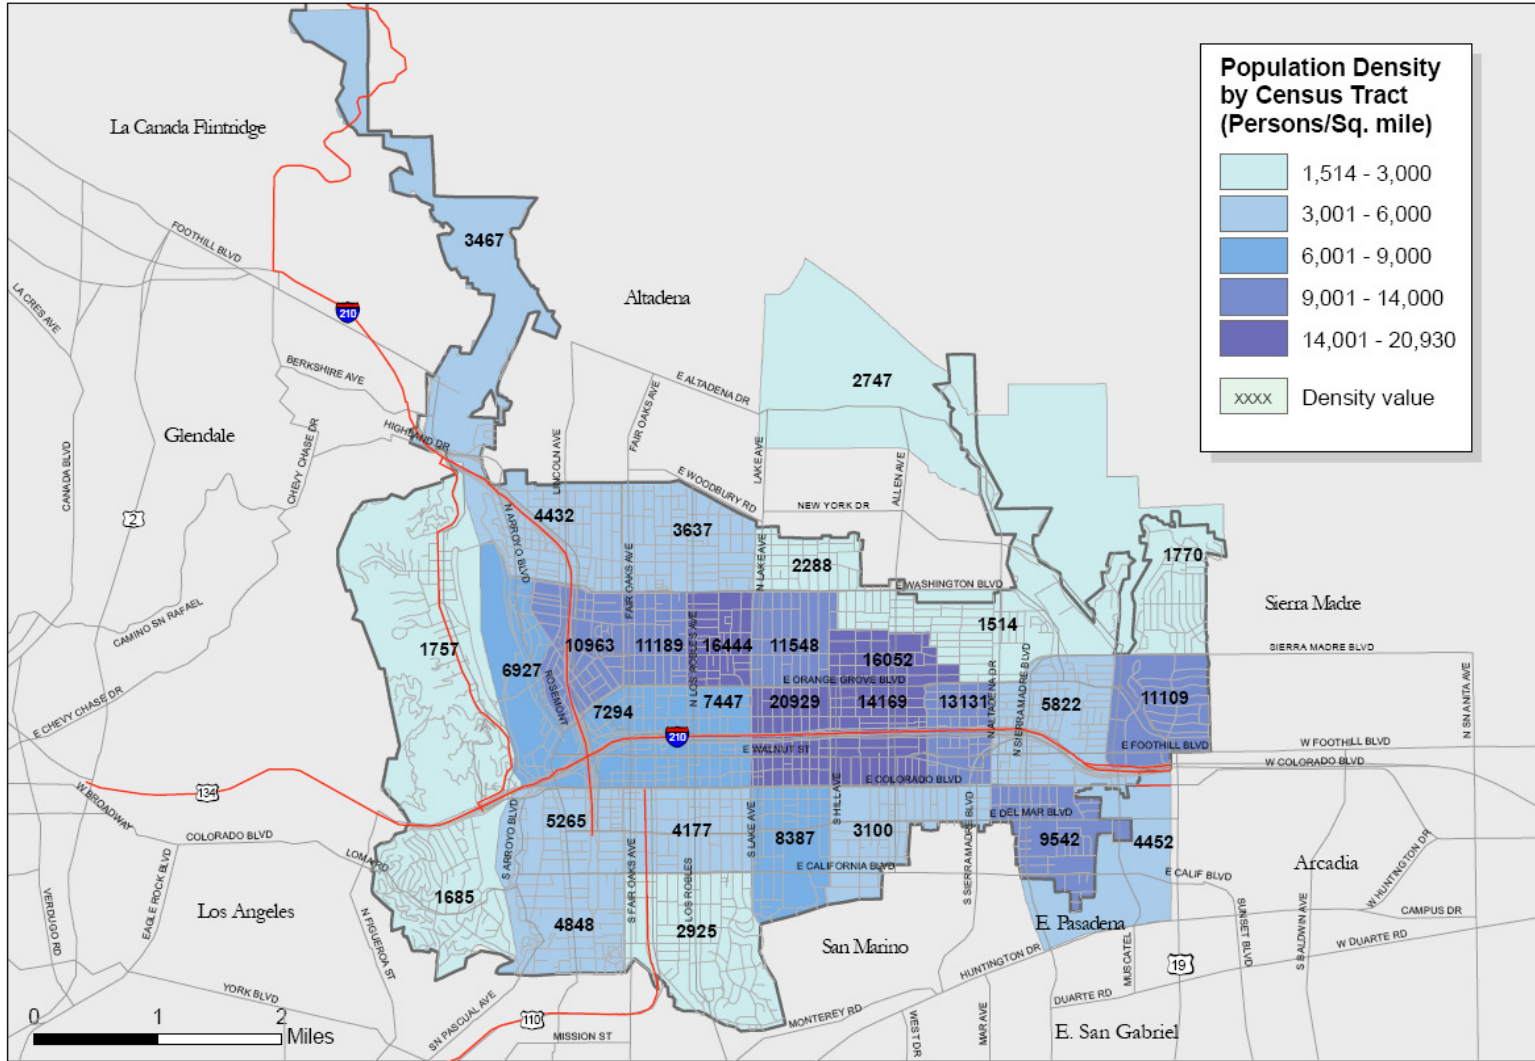 Population Density
by Census Tract
(Persons/Sq. mile)
1,514 - 3,000
3,001 - 6,000
6,001 - 9,000
9,001 - 14,000
14,001 - 20,930
xxxx Density value
La Canada Flintridge
3467
FOOTHILL BLVD
LA CRES AVE
Altadena
210
BERKSHIRE AVE
E ALTADENA DR
2747
FAIR OAKS AVE
Glendale
HIGHLAND DR
CHEVY CHASE DR
CANADA BLVD
LINCOLN AVE
LAKE AVE
ALLEN AVE
E WOODBURY RD
NEW YORK DR
2
N ARROYO BLVD
4432
3637
N LAKE AVE
2288
1770
FAIR OAKS AVE
E WASHINGTON BLVD
Sierra Madre
CAMINO SN RAFAEL
1757
6927
10963
11189
16444
11548
16052
1514
SIERRA MADRE BLVD
N LOS ROBLES AVE
E ORANGE GROVE BLVD
E CHEVY CHASE DR
ROSEMONT
7294
7447
20929
14169
13131
N ALTADENA DR
N SIERRA MADRE BLVD
5822
11109
N SN ANITA AVE
210
E WALNUT ST
E FOOTHILL BLVD
W FOOTHILL BLVD
W COLORADO BLVD
E COLORADO BLVD
134
W BROADWAY
COLORADO BLVD
S ARROYO BLVD
5265
4177
S LAKE AVE
8387
S HILL AVE
3100
S SIERRA MADRE BLVD
E DEL MAR BLVD
9542
4452
LOMA RD
S FAIR OAKS AVE
E CALIFORNIA BLVD
E CALIF BLVD
Arcadia
W HUNTINGTON DR
EAGLE ROCK BLVD
VERDUGO RD
Los Angeles
1685
N FIGUEROA ST
4848
LOS ROBLES
2925
San Marino
E. Pasadena
CAMPUS DR
W DUARTE RD
SUNSET BLVD
S BALDWIN AVE
HUNTINGTON DR
MUSCATEL
19
YORK BLVD
SN PASCUAL AVE
DUARTE RD
MONTEREY RD
WEST DR
MAR AVE
E. San Gabriel
110
MISSION ST
0 1 2
Miles